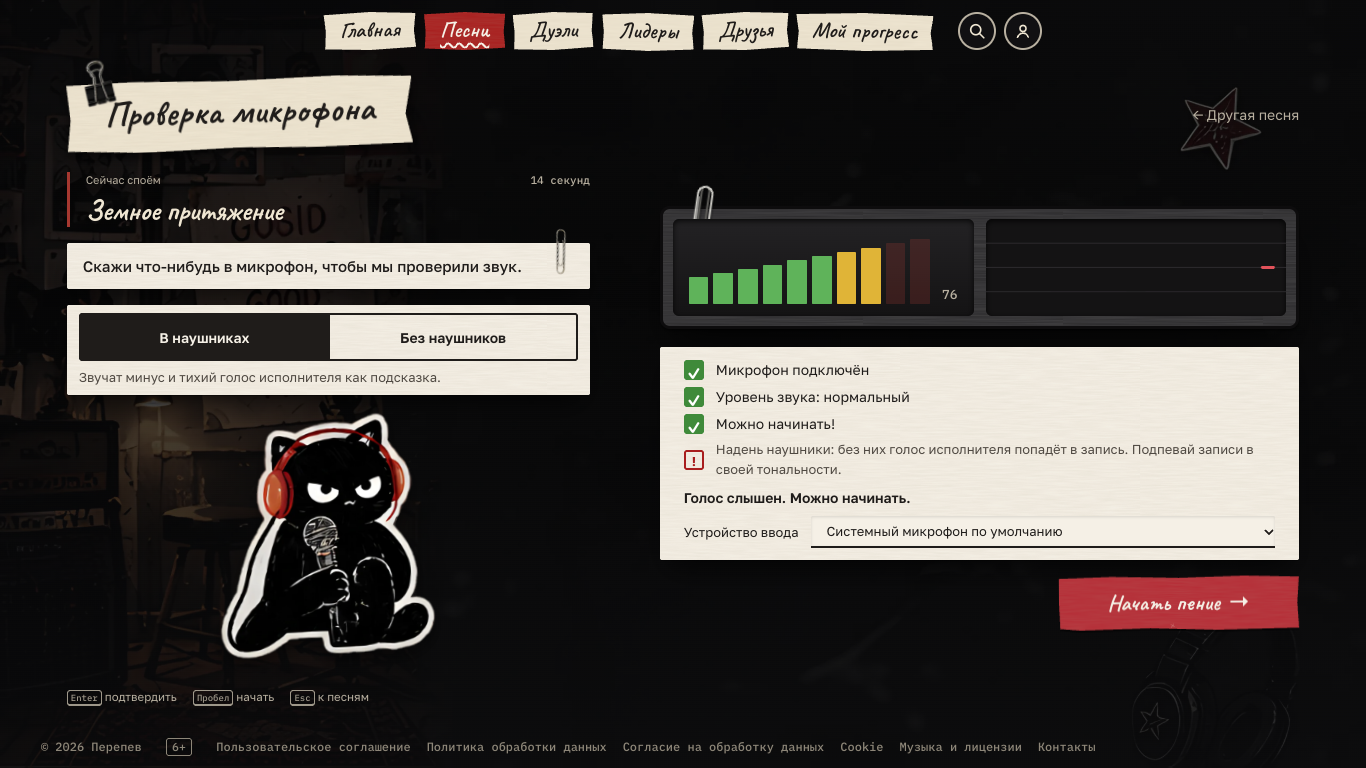 Главная Песни Дуэли Лидеры Друзья Мой прогресс
Проверка микрофона
← Другая песня
Сейчас споём 14 секунд
Земное притяжение
Скажи что-нибудь в микрофон, чтобы мы проверили звук.
В наушниках Без наушников
Звучат минус и тихий голос исполнителя как подсказка.
76
Микрофон подключён
Уровень звука: нормальный
Можно начинать!
! Надень наушники: без них голос исполнителя попадёт в запись. Подпевай записи в
своей тональности.
Голос слышен. Можно начинать.
Устройство ввода Системный микрофон по умолчанию
Начать пение →
Enter подтвердить Пробел начать Esc к песням
© 2026 Перепев 6+ Пользовательское соглашение Политика обработки данных Согласие на обработку данных Cookie Музыка и лицензии Контакты